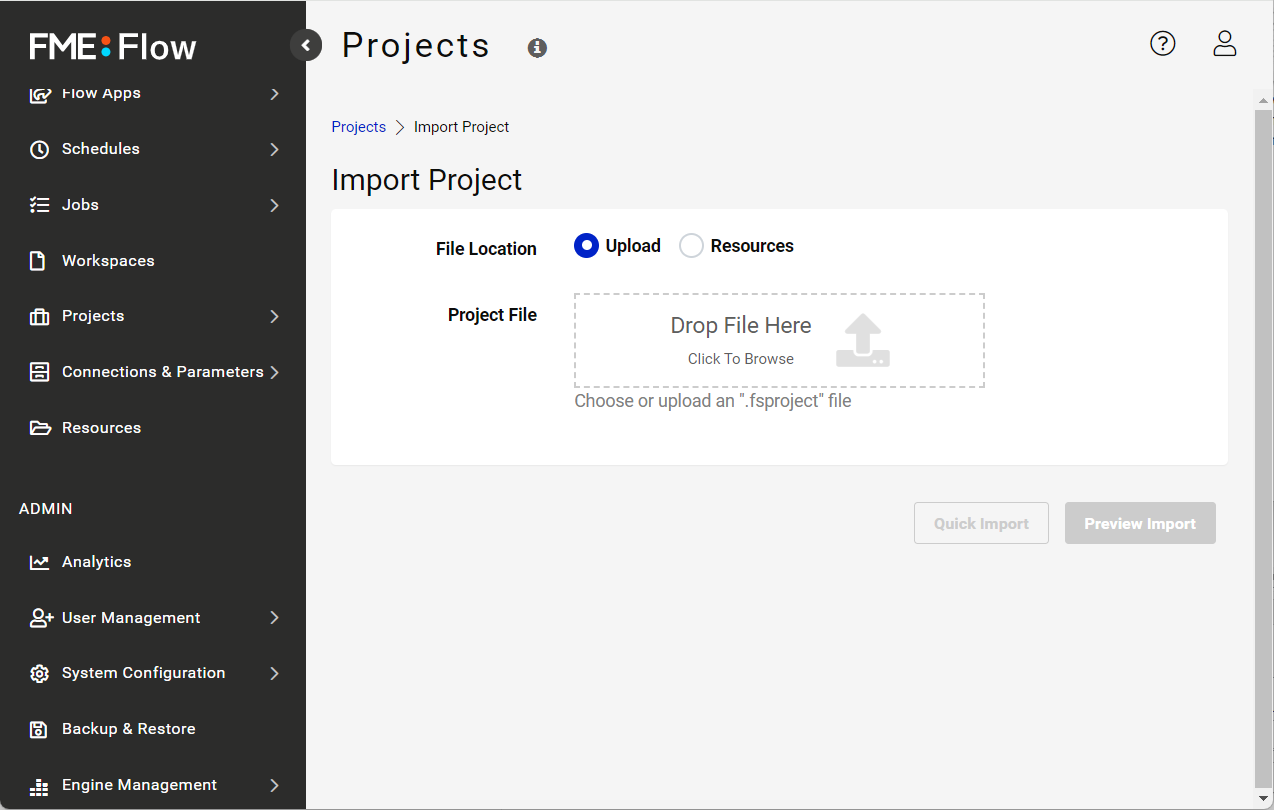 FME:Flow
Flow Apps
Schedules
Jobs
Workspaces
Projects
Connections & Parameters
Resources
ADMIN
Analytics
User Management
System Configuration
Backup & Restore
Engine Management
Projects
Projects > Import Project
Import Project
File Location Upload Resources
Project File
Drop File Here
Click To Browse
Choose or upload an ".fsproject" file
Quick Import Preview Import